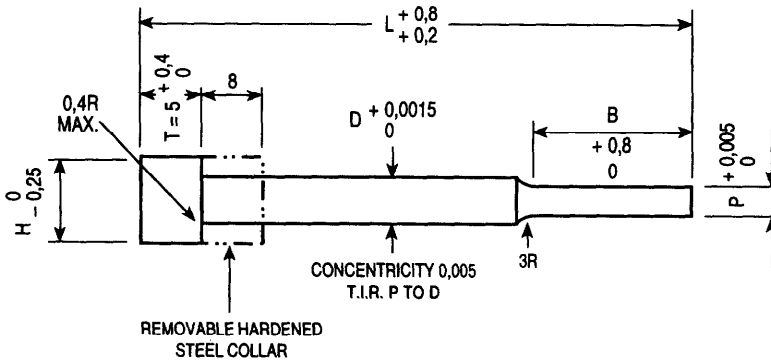 L + 0,8
+ 0,2
0,4R
MAX.
T = 5 + 0,4
0
8
D + 0,0015
0
B
+ 0,8
0
P + 0,005
0
H 0
- 0,25
3R
CONCENTRICITY 0,005
T.I.R. P TO D
REMOVABLE HARDENED
STEEL COLLAR